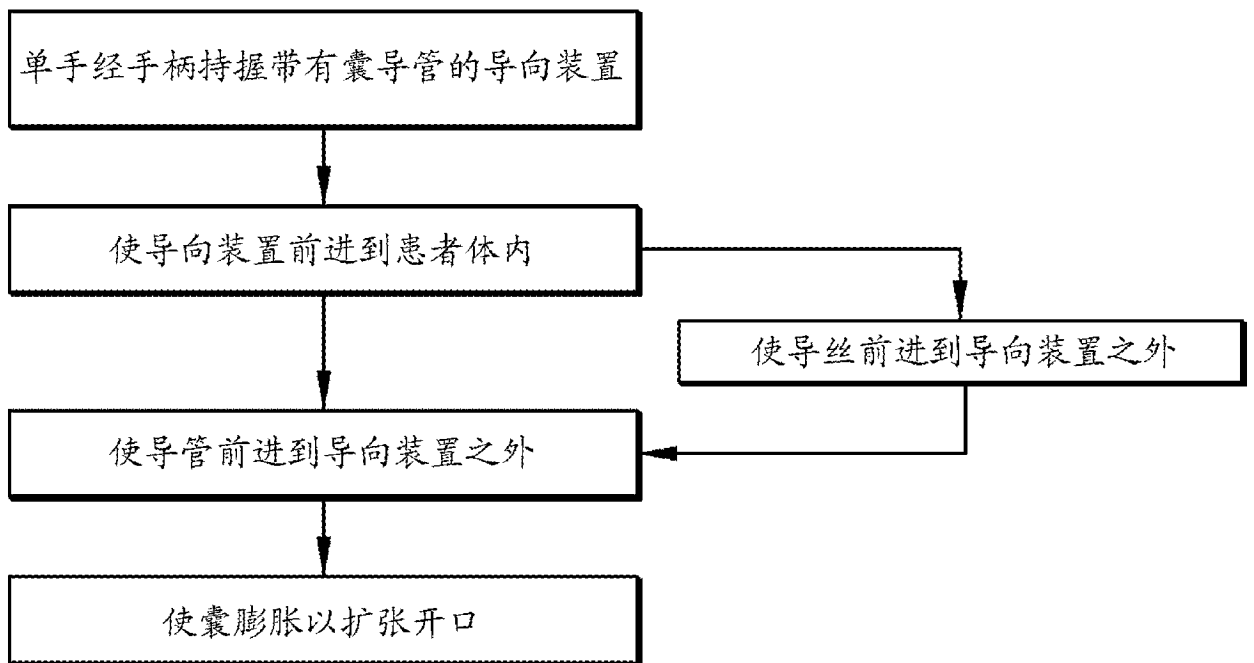 单手经手柄持握带有囊导管的导向装置
使导向装置前进到患者体内
使导丝前进到导向装置之外
使导管前进到导向装置之外
使囊膨胀以扩张开口